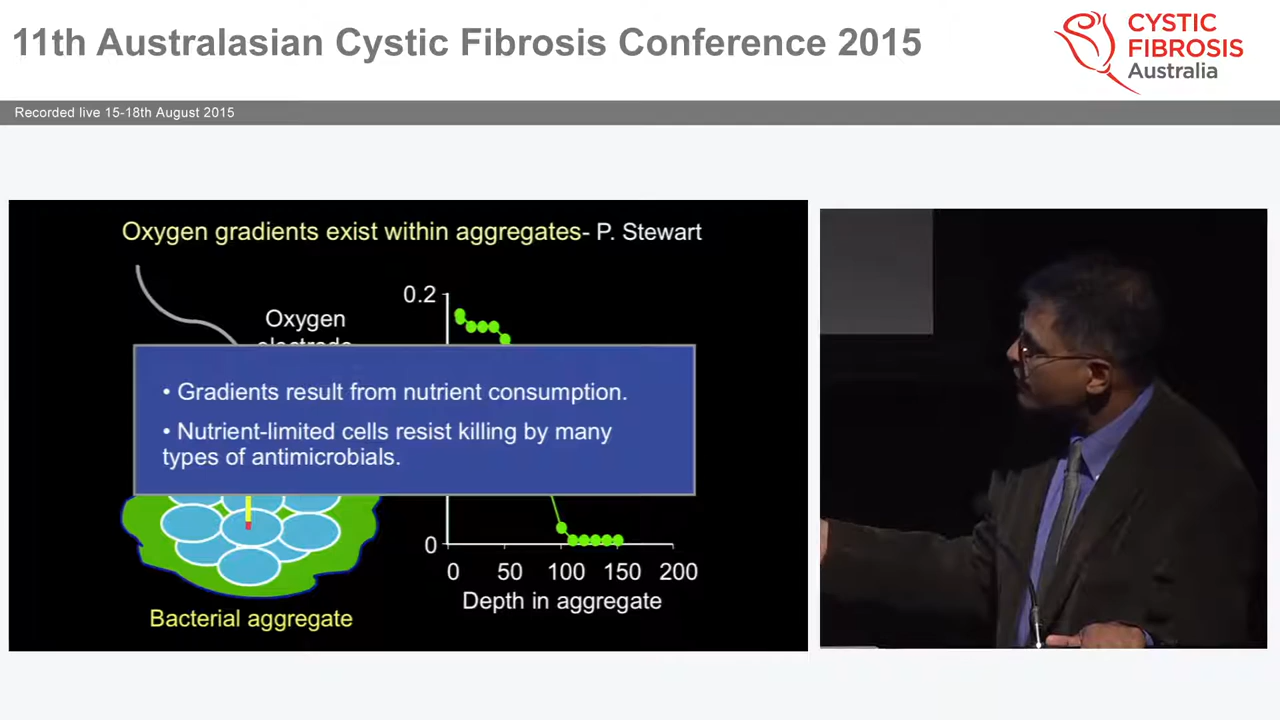 11th Australasian Cystic Fibrosis Conference 2015
CYSTIC
FIBROSIS
Australia
Recorded live 15-18th August 2015
Oxygen gradients exist within aggregates- P. Stewart
Oxygen
electrode
0.2
• Gradients result from nutrient consumption.
• Nutrient-limited cells resist killing by many
types of antimicrobials.
0
0 50 100 150 200
Depth in aggregate
Bacterial aggregate